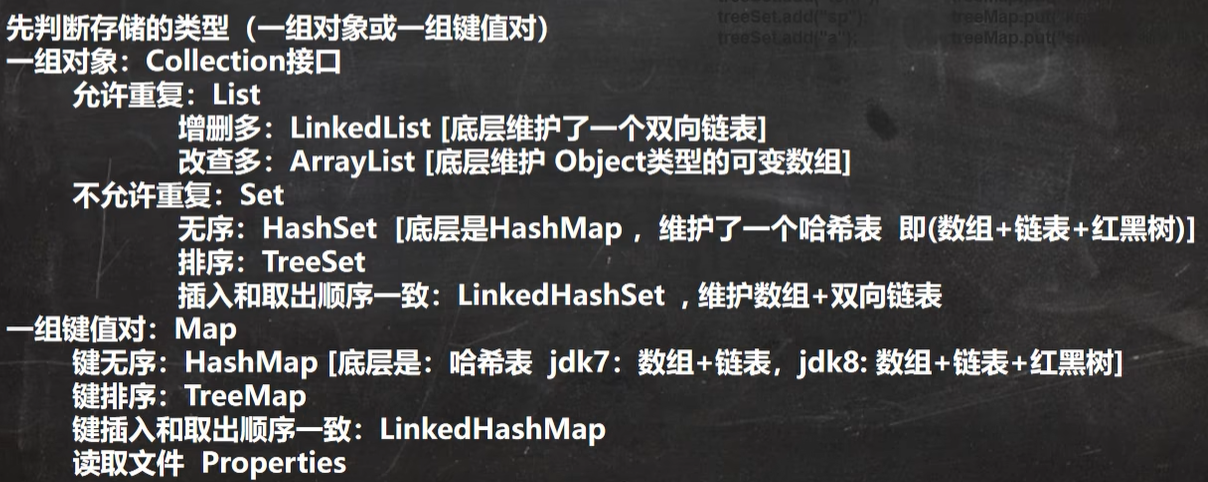 treeSet.add("sp"); treeMap.put(
treeSet.add("a"); treeMap.put(
先判断存储的类型（一组对象或一组键值对）
一组对象：Collection接口
允许重复：List
增删多：LinkedList [底层维护了一个双向链表]
改查多：ArrayList [底层维护 Object类型的可变数组]
不允许重复：Set
无序：HashSet [底层是HashMap ，维护了一个哈希表 即(数组+链表+红黑树)]
排序：TreeSet
插入和取出顺序一致：LinkedHashSet , 维护数组+双向链表
一组键值对：Map
键无序：HashMap [底层是：哈希表 jdk7：数组+链表，jdk8: 数组+链表+红黑树]
键排序：TreeMap
键插入和取出顺序一致：LinkedHashMap
读取文件 Properties